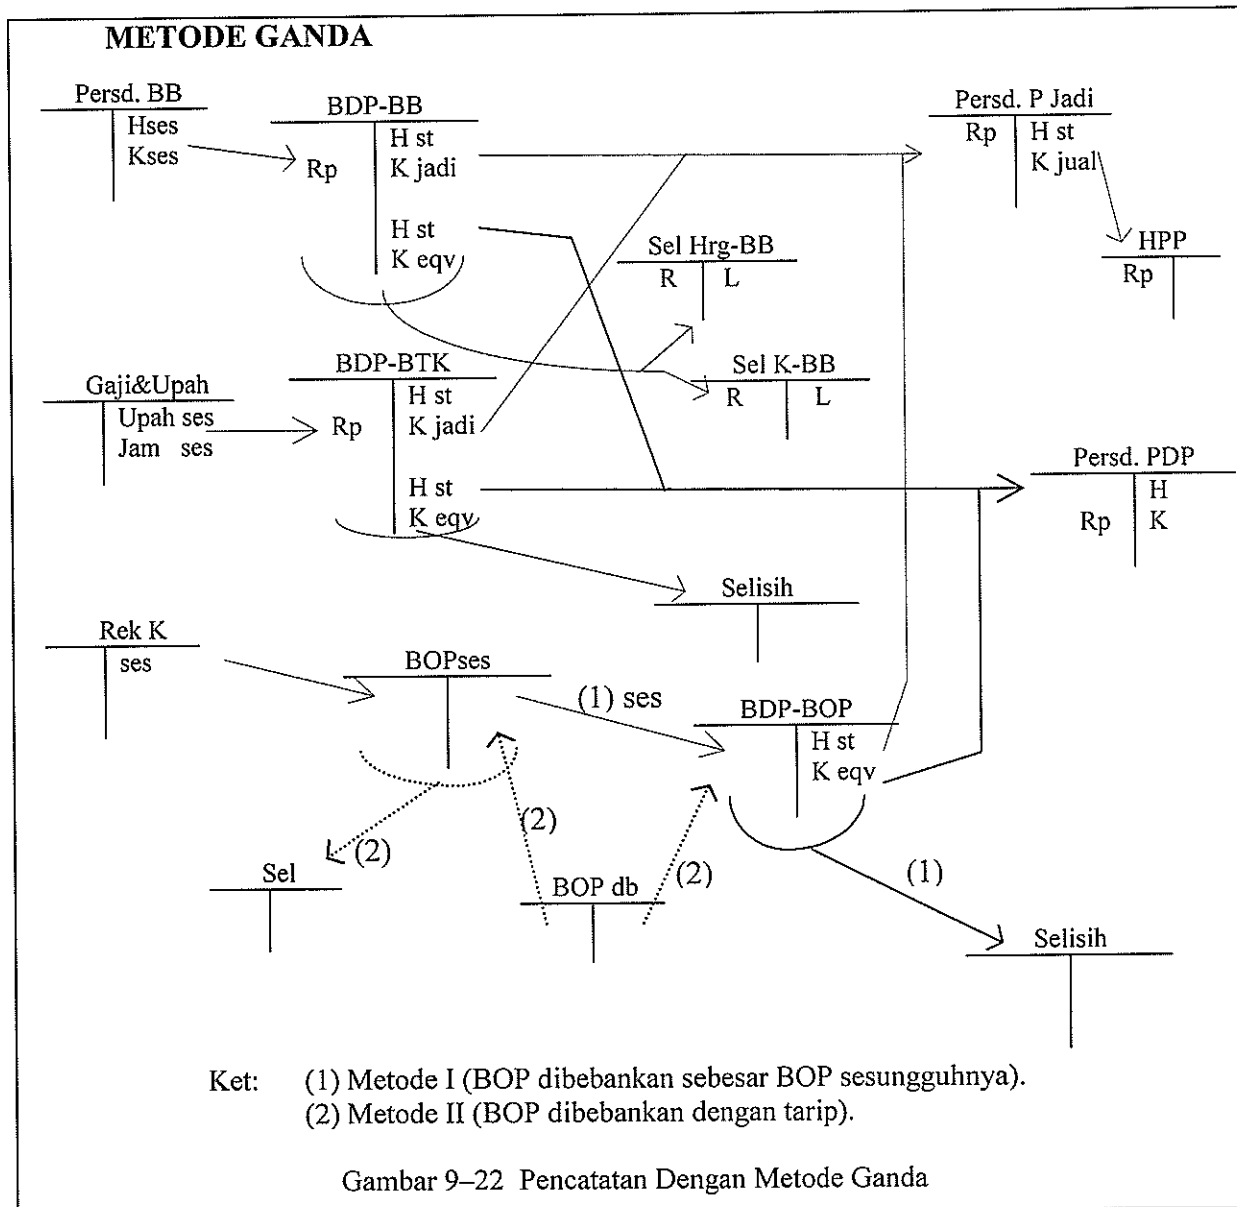 METODE GANDA
Persd. BB
Hses
Kses
BDP-BB
H st
Rp K jadi
H st
K eqv
Persd. P Jadi
Rp H st
K jual
HPP
Rp
Sel Hrg-BB
R L
Sel K-BB
R L
Gaji&Upah
Upah ses
Jam ses
BDP-BTK
H st
Rp K jadi
H st
K eqv
Persd. PDP
H
Rp K
Selisih
Rek K
ses
BOPses
(1) ses
BDP-BOP
H st
K eqv
(2)
(2)
(2)
(1)
Sel
BOP db
Selisih
Ket: (1) Metode I (BOP dibebankan sebesar BOP sesungguhnya).
(2) Metode II (BOP dibebankan dengan tarip).
Gambar 9–22 Pencatatan Dengan Metode Ganda